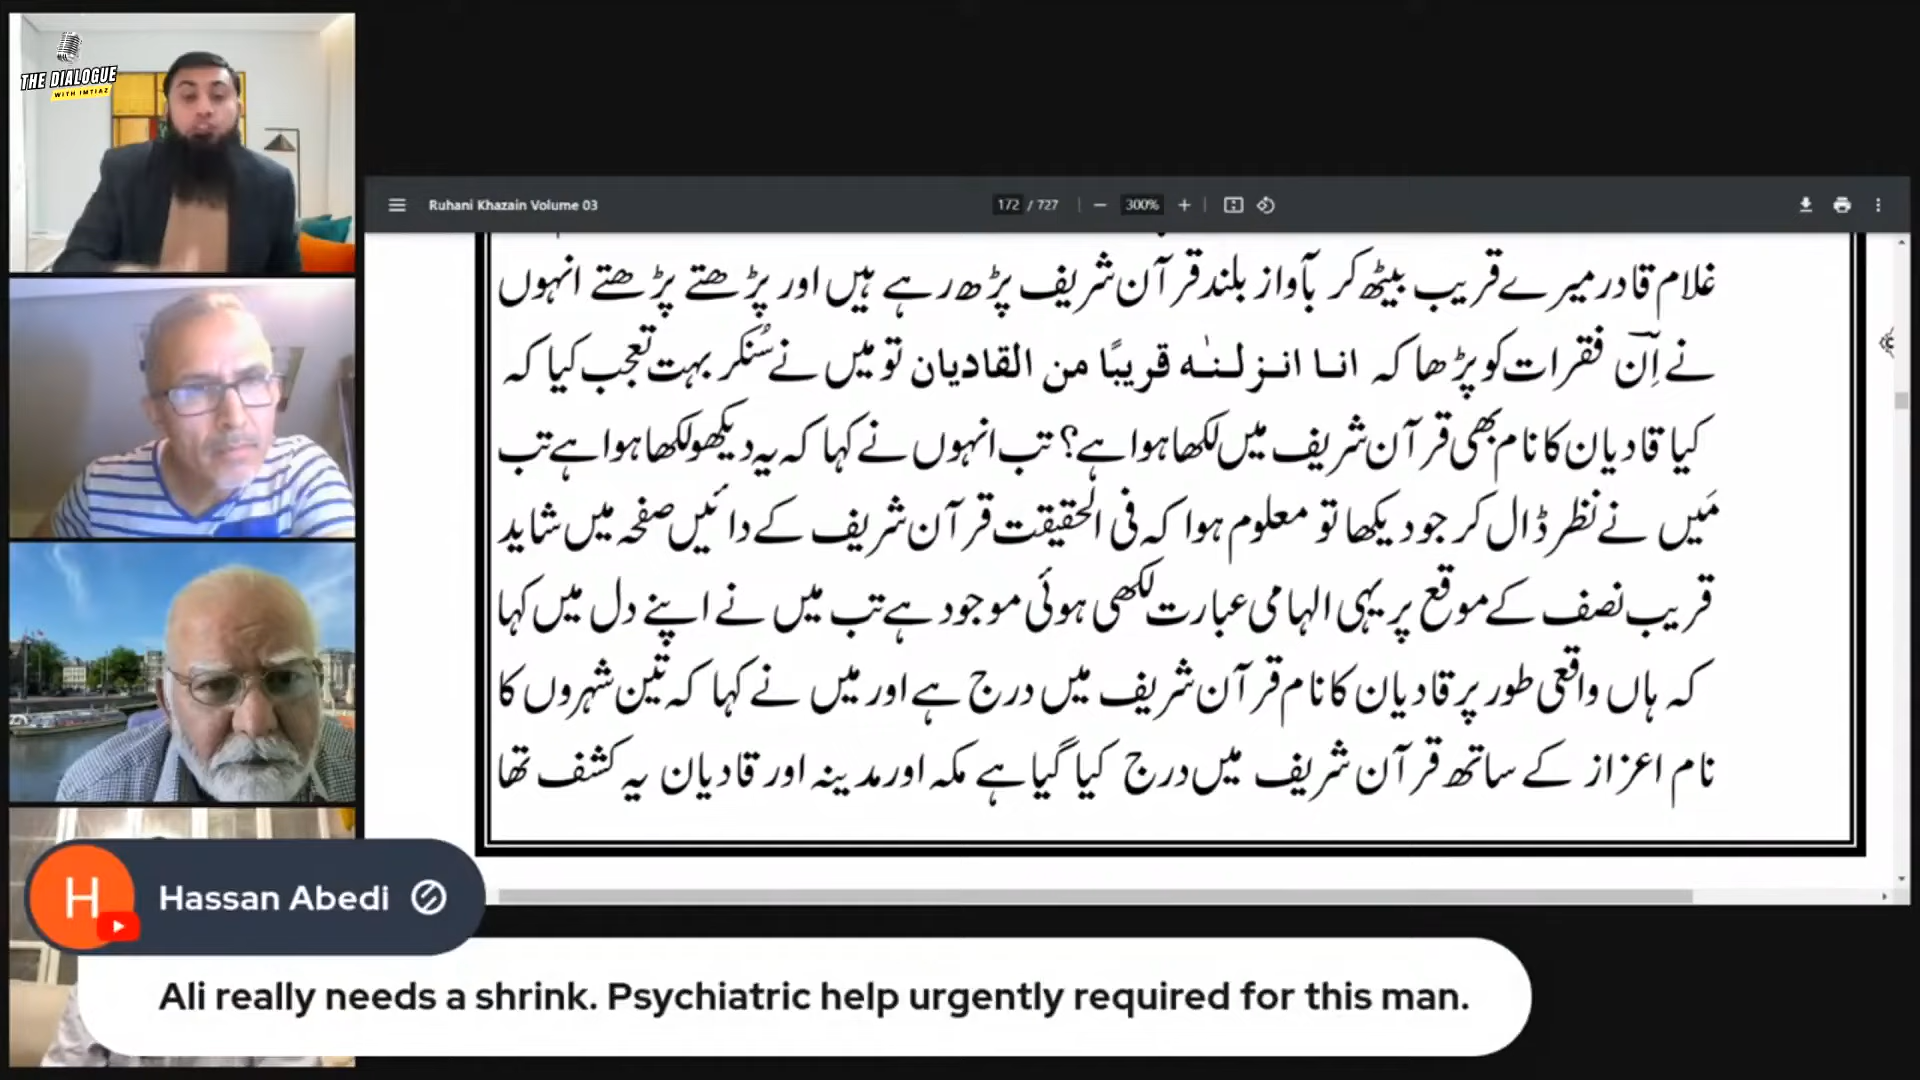 THE DIALOGUE
WITH IMTIAZ
Ruhani Khazain Volume 03
172 / 727
300%
غلام قادر میرے قریب بیٹھ کر بآواز بلند قرآن شریف پڑھ رہے ہیں اور پڑھتے پڑھتے انہوں
نے اِن فقرات کو پڑھا کہ انا انزلنٰه قریبًا من القادیان تو میں نے سُنکر بہت تعجب کیا کہ
کیا قادیان کا نام بھی قرآن شریف میں لکھا ہوا ہے؟ تب انہوں نے کہا کہ یہ دیکھو لکھا ہوا ہے تب
مَیں نے نظر ڈال کر جو دیکھا تو معلوم ہوا کہ فی الحقیقت قرآن شریف کے دائیں صفحہ میں شاید
قریب نصف کے موقع پر یہی الہامی عبارت لکھی ہوئی موجود ہے تب میں نے اپنے دل میں کہا
کہ ہاں واقعی طور پر قادیان کا نام قرآن شریف میں درج ہے اور میں نے کہا کہ تین شہروں کا
نام اعزاز کے ساتھ قرآن شریف میں درج کیا گیا ہے مکہ اور مدینہ اور قادیان یہ کشف تھا
H
Hassan Abedi
Ali really needs a shrink. Psychiatric help urgently required for this man.